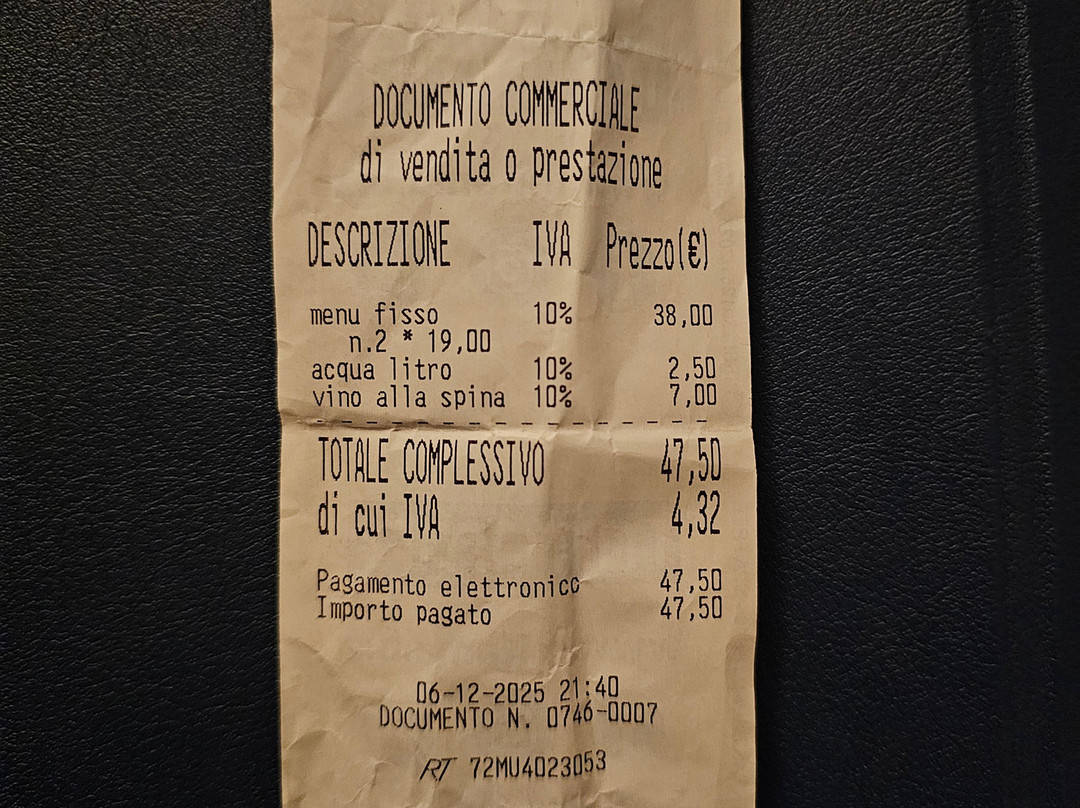 DOCUMENTO COMMERCIALE
di vendita o prestazione
DESCRIZIONE IVA Prezzo(€)
menu fisso 10% 38,00
n.2 * 19,00
acqua litro 10% 2,50
vino alla spina 10% 7,00
TOTALE COMPLESSIVO 47,50
di cui IVA 4,32
Pagamento elettronico 47,50
Importo pagato 47,50
06-12-2025 21:40
DOCUMENTO N. 0746-0007
RT 72MU4023053